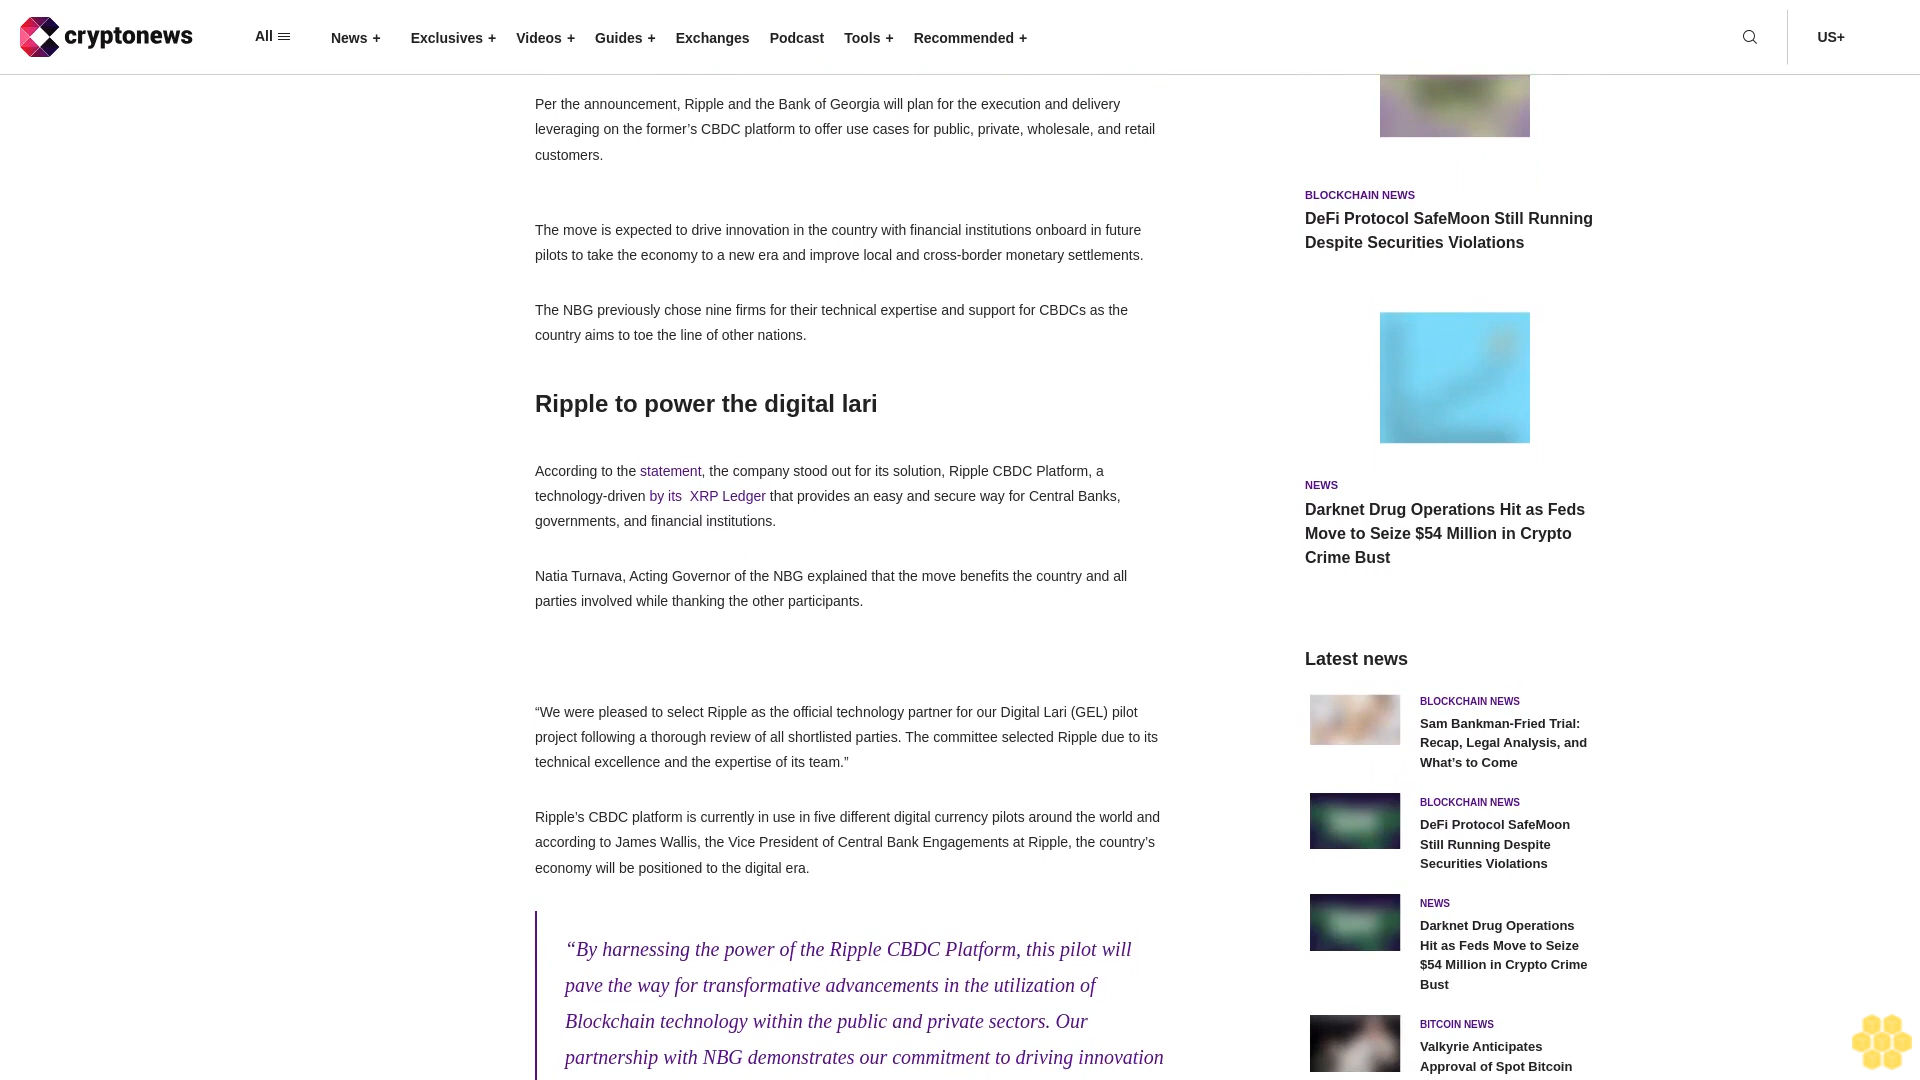 cryptonews
All
News +
Exclusives +
Videos +
Guides +
Exchanges
Podcast
Tools +
Recommended +
US+
Per the announcement, Ripple and the Bank of Georgia will plan for the execution and delivery
leveraging on the former’s CBDC platform to offer use cases for public, private, wholesale, and retail
customers.
The move is expected to drive innovation in the country with financial institutions onboard in future
pilots to take the economy to a new era and improve local and cross-border monetary settlements.
The NBG previously chose nine firms for their technical expertise and support for CBDCs as the
country aims to toe the line of other nations.
Ripple to power the digital lari
According to the statement, the company stood out for its solution, Ripple CBDC Platform, a
technology-driven by its  XRP Ledger that provides an easy and secure way for Central Banks,
governments, and financial institutions.
Natia Turnava, Acting Governor of the NBG explained that the move benefits the country and all
parties involved while thanking the other participants.
“We were pleased to select Ripple as the official technology partner for our Digital Lari (GEL) pilot
project following a thorough review of all shortlisted parties. The committee selected Ripple due to its
technical excellence and the expertise of its team.”
Ripple’s CBDC platform is currently in use in five different digital currency pilots around the world and
according to James Wallis, the Vice President of Central Bank Engagements at Ripple, the country’s
economy will be positioned to the digital era.
“By harnessing the power of the Ripple CBDC Platform, this pilot will
pave the way for transformative advancements in the utilization of
Blockchain technology within the public and private sectors. Our
partnership with NBG demonstrates our commitment to driving innovation
BLOCKCHAIN NEWS
DeFi Protocol SafeMoon Still Running
Despite Securities Violations
NEWS
Darknet Drug Operations Hit as Feds
Move to Seize $54 Million in Crypto
Crime Bust
Latest news
BLOCKCHAIN NEWS
Sam Bankman-Fried Trial:
Recap, Legal Analysis, and
What’s to Come
BLOCKCHAIN NEWS
DeFi Protocol SafeMoon
Still Running Despite
Securities Violations
NEWS
Darknet Drug Operations
Hit as Feds Move to Seize
$54 Million in Crypto Crime
Bust
BITCOIN NEWS
Valkyrie Anticipates
Approval of Spot Bitcoin